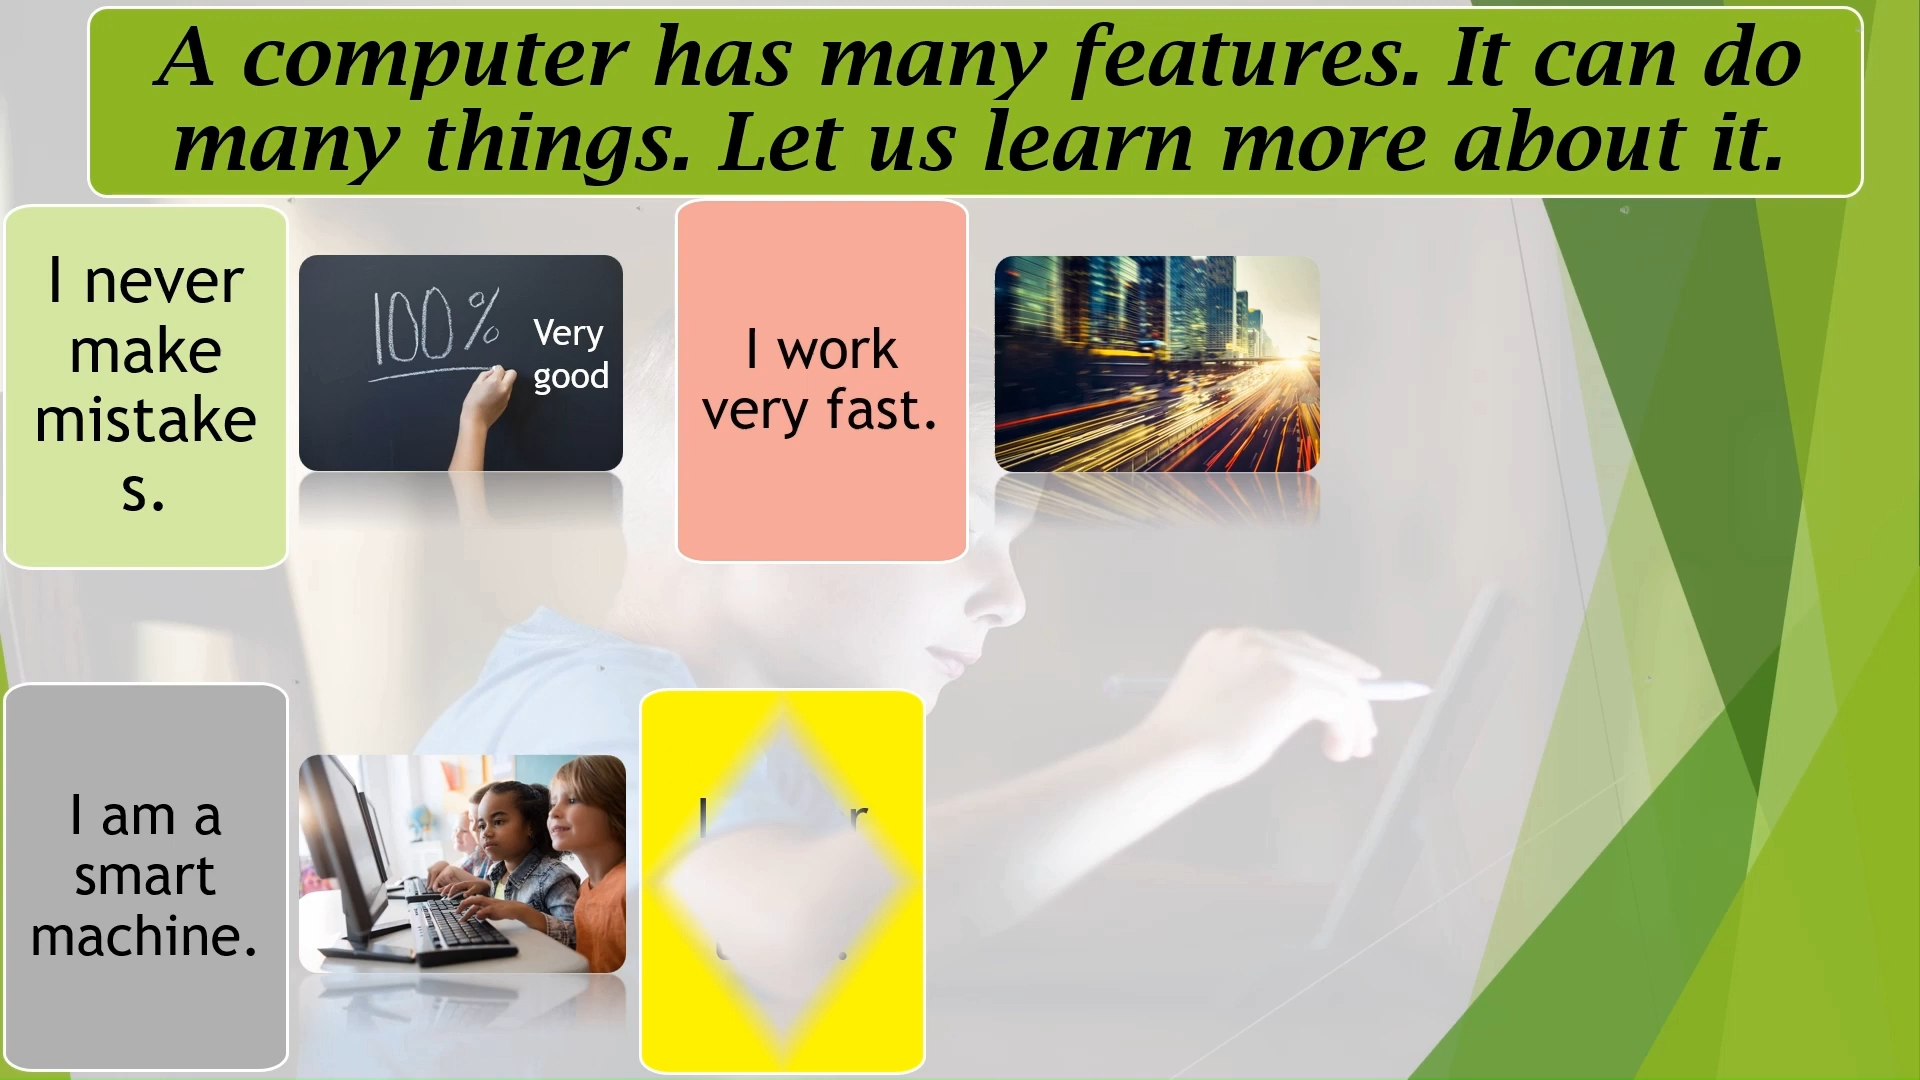 A computer has many features. It can do
many things. Let us learn more about it.
I never
make
mistake
s.
100%
Very
good
I work
very fast.
I am a
smart
machine.
I